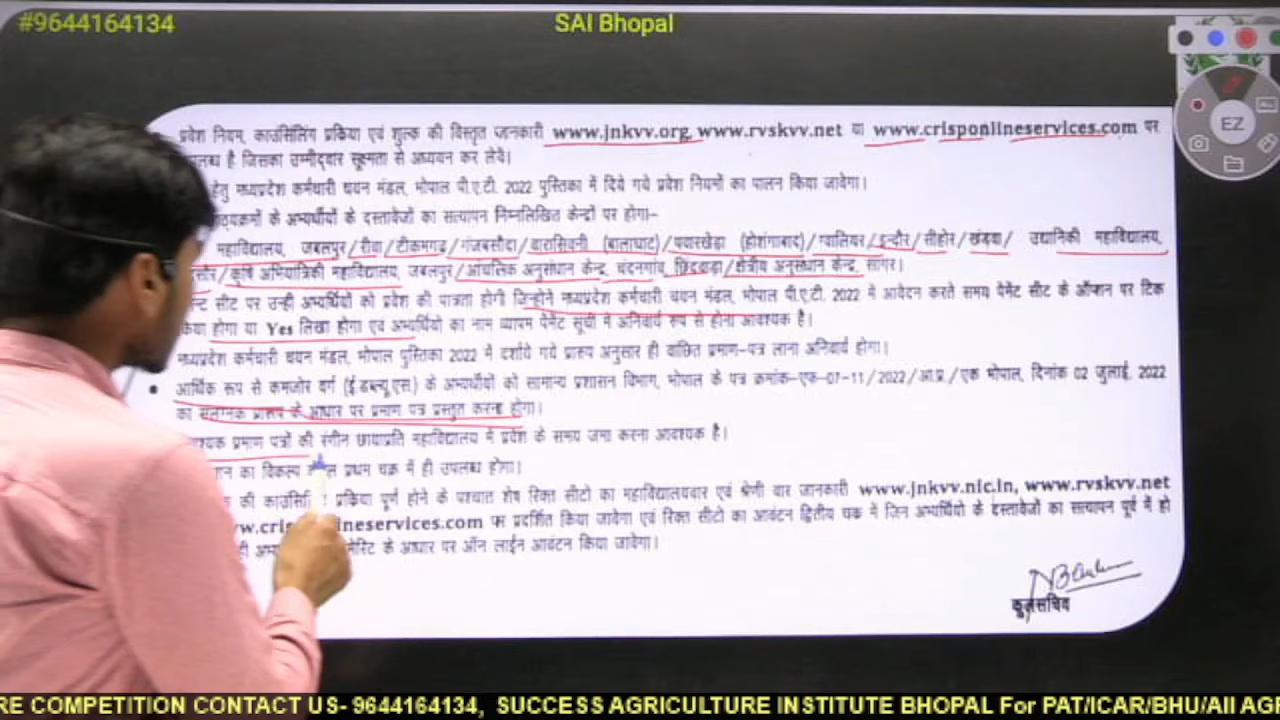 #9644164134
SAI Bhopal
EZ
प्रवेश नियम, काउंसिलिंग प्रक्रिया एवं शुल्क की विस्तृत जानकारी www.jnkvv.org, www.rvskvv.net या www.crisponlineservices.com पर
है जिसका उम्मीद्वार सूक्ष्मता से अध्ययन कर लेवें।
हेतु मध्यप्रदेश कर्मचारी चयन मंडल, भोपाल पी.ए.टी. 2022 पुस्तिका में दिये गये प्रवेश नियमों का पालन किया जावेगा।
के अभ्यर्थीयों के दस्तावेजों का सत्यापन निम्नलिखित केन्द्रों पर होगा-
महाविद्यालय, जबलपुर/रीवा/टीकमगढ़/गंजबसौदा/वारासिवनी (बालाघाट)/पवारखेड़ा (होशंगाबाद)/ग्वालियर/इन्दौर/सीहोर/खंडवा/ उद्यानिकी महाविद्यालय,
/कृषि अभियांत्रिकी महाविद्यालय, जबलपुर/आंचलिक अनुसंधान केन्द्र, चंदनगांव, छिंदवाड़ा/क्षेत्रीय अनुसंधान केन्द्र, सागर।
सीट पर उन्ही अभ्यर्थियों को प्रवेश की पात्रता होगी जिन्होने मध्यप्रदेश कर्मचारी चयन मंडल, भोपाल पी.ए.टी. 2022 में आवेदन करते समय पेमेंट सीट के ऑप्शन पर टिक
किया होगा या Yes लिखा होगा एवं अभ्यर्थियों का नाम व्यापम पेमेंट सूची में अनिवार्य रूप से होना आवश्यक है।
मध्यप्रदेश कर्मचारी चयन मंडल, भोपाल पुस्तिका 2022 में दर्शाये गये प्रारूप अनुसार ही वांछित प्रमाण-पत्र लाना अनिवार्य होगा।
• आर्थिक रूप से कमजोर वर्ग (ई.डब्ल्यू.एस) के अभ्यर्थीयों को सामान्य प्रशासन विभाग, भोपाल के पत्र क्रमांक-एफ-07-11/2022/आ.प्र./एक भोपाल, दिनांक 02 जुलाई, 2022
का संलग्नक प्रारूप के आधार पर प्रमाण पत्र प्रस्तुत करना होगा।
प्रमाण पत्रों की रंगीन छायाप्रति महाविद्यालय में प्रवेश के समय जमा करना आवश्यक है।
का विकल्प प्रथम चक्र में ही उपलब्ध होगा।
की प्रक्रिया पूर्ण होने के पश्चात शेष रिक्त सीटो का महाविद्यालयवार एवं श्रेणी वार जानकारी www.jnkvv.nic.in, www.rvskvv.net
पर प्रदर्शित किया जावेगा एवं रिक्त सीटो का आवंटन द्वितीय चक्र में जिन अभ्यर्थियों के दस्तावेजों का सत्यापन पूर्व में हो
के आधार पर ऑन लाईन आवंटन किया जावेगा।
कुलसचिव
RE COMPETITION CONTACT US- 9644164134, SUCCESS AGRICULTURE INSTITUTE BHOPAL For PAT/ICAR/BHU/All AGR